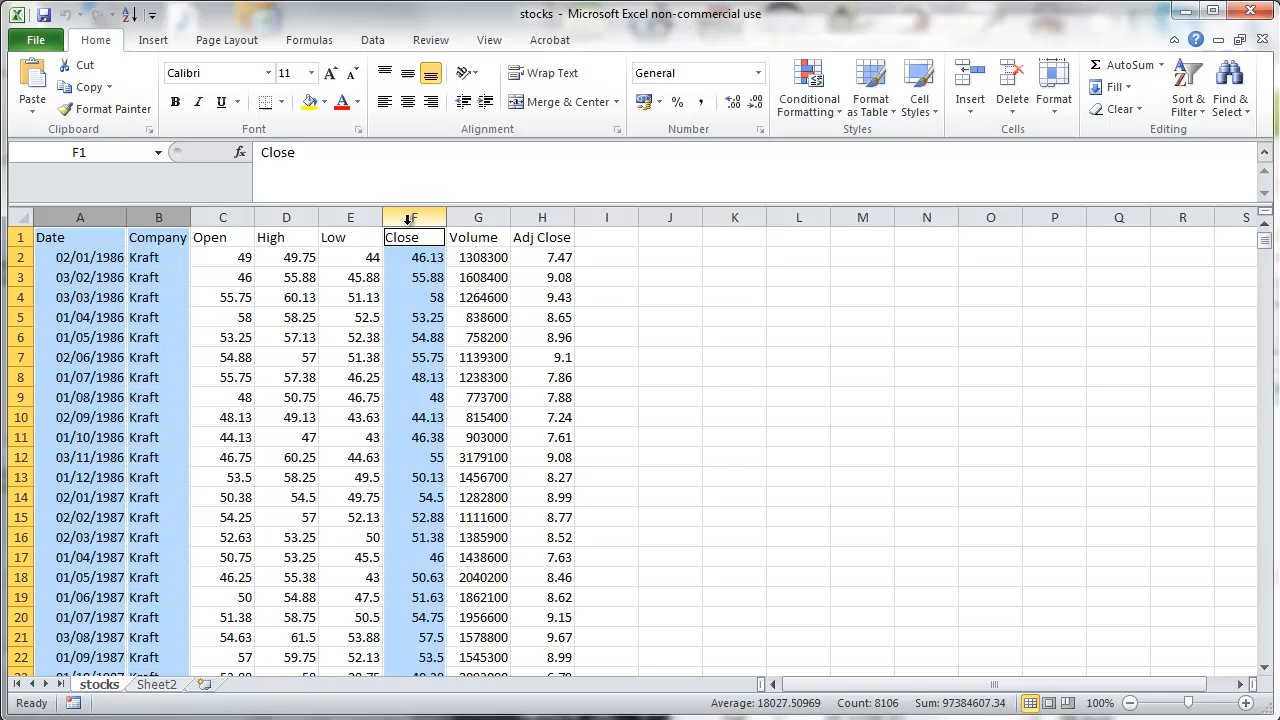 stocks - Microsoft Excel non-commercial use
File Home Insert Page Layout Formulas Data Review View Acrobat
Paste
Cut
Copy
Format Painter
Clipboard
Calibri 11
B I U
Font
Wrap Text
Merge & Center
Alignment
General
Number
Conditional Formatting
Format as Table
Cell Styles
Styles
Insert Delete Format
Cells
Σ AutoSum
Fill
Clear
Sort & Filter
Find & Select
Editing
F1 fx Close
A B C D E F G H I J K L M N O P Q R S
1 Date Company Open High Low Close Volume Adj Close
2 02/01/1986 Kraft 49 49.75 44 46.13 1308300 7.47
3 03/02/1986 Kraft 46 55.88 45.88 55.88 1608400 9.08
4 03/03/1986 Kraft 55.75 60.13 51.13 58 1264600 9.43
5 01/04/1986 Kraft 58 58.25 52.5 53.25 838600 8.65
6 01/05/1986 Kraft 53.25 57.13 52.38 54.88 758200 8.96
7 02/06/1986 Kraft 54.88 57 51.38 55.75 1139300 9.1
8 01/07/1986 Kraft 55.75 57.38 46.25 48.13 1238300 7.86
9 01/08/1986 Kraft 48 50.75 46.75 48 773700 7.88
10 02/09/1986 Kraft 48.13 49.13 43.63 44.13 815400 7.24
11 01/10/1986 Kraft 44.13 47 43 46.38 903000 7.61
12 03/11/1986 Kraft 46.75 60.25 44.63 55 3179100 9.08
13 01/12/1986 Kraft 53.5 58.25 49.5 50.13 1456700 8.27
14 02/01/1987 Kraft 50.38 54.5 49.75 54.5 1282800 8.99
15 02/02/1987 Kraft 54.25 57 52.13 52.88 1111600 8.77
16 02/03/1987 Kraft 52.63 53.25 50 51.38 1385900 8.52
17 01/04/1987 Kraft 50.75 53.25 45.5 46 1438600 7.63
18 01/05/1987 Kraft 46.25 55.38 43 50.63 2040200 8.46
19 01/06/1987 Kraft 50 54.88 47.5 51.63 1862100 8.62
20 01/07/1987 Kraft 51.38 58.75 50.5 54.75 1956600 9.15
21 03/08/1987 Kraft 54.63 61.5 53.88 57.5 1578800 9.67
22 01/09/1987 Kraft 57 59.75 52.13 53.5 1545300 8.99
stocks Sheet2
Ready Average: 18027.50969 Count: 8106 Sum: 97384607.34 100%